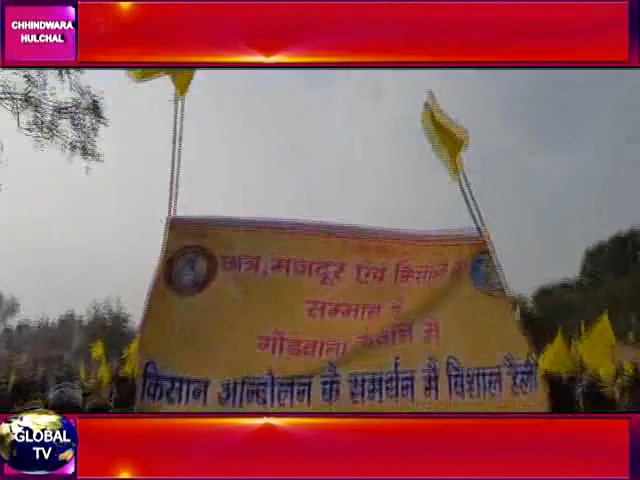 CHHINDWARA
HULCHAL
छात्र, मजदूर एवं किसानों
सम्मान में
गोंडवाना मैदान में
किसान आन्दोलन के समर्थन में विशाल रैली
GLOBAL
TV